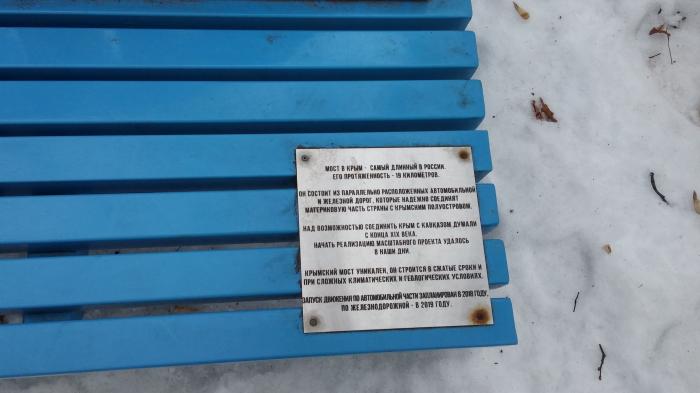 МОСТ В КРЫМ - САМЫЙ ДЛИННЫЙ В РОССИИ.
ЕГО ПРОТЯЖЕННОСТЬ - 19 КИЛОМЕТРОВ.
ОН СОСТОИТ ИЗ ПАРАЛЛЕЛЬНО РАСПОЛОЖЕННЫХ АВТОМОБИЛЬНОЙ
И ЖЕЛЕЗНОЙ ДОРОГ, КОТОРЫЕ НАДЕЖНО СОЕДИНЯТ
МАТЕРИКОВУЮ ЧАСТЬ СТРАНЫ С КРЫМСКИМ ПОЛУОСТРОВОМ.
НАД ВОЗМОЖНОСТЬЮ СОЕДИНИТЬ КРЫМ С КАВКАЗОМ ДУМАЛИ
С КОНЦА XIX ВЕКА.
НАЧАТЬ РЕАЛИЗАЦИЮ МАСШТАБНОГО ПРОЕКТА УДАЛОСЬ
В НАШИ ДНИ.
КРЫМСКИЙ МОСТ УНИКАЛЕН, ОН СТРОИТСЯ В СЖАТЫЕ СРОКИ И
ПРИ СЛОЖНЫХ КЛИМАТИЧЕСКИХ И ГЕОЛОГИЧЕСКИХ УСЛОВИЯХ.
ЗАПУСК ДВИЖЕНИЯ ПО АВТОМОБИЛЬНОЙ ЧАСТИ ЗАПЛАНИРОВАН В 2018 ГОДУ,
ПО ЖЕЛЕЗНОДОРОЖНОЙ - В 2019 ГОДУ.